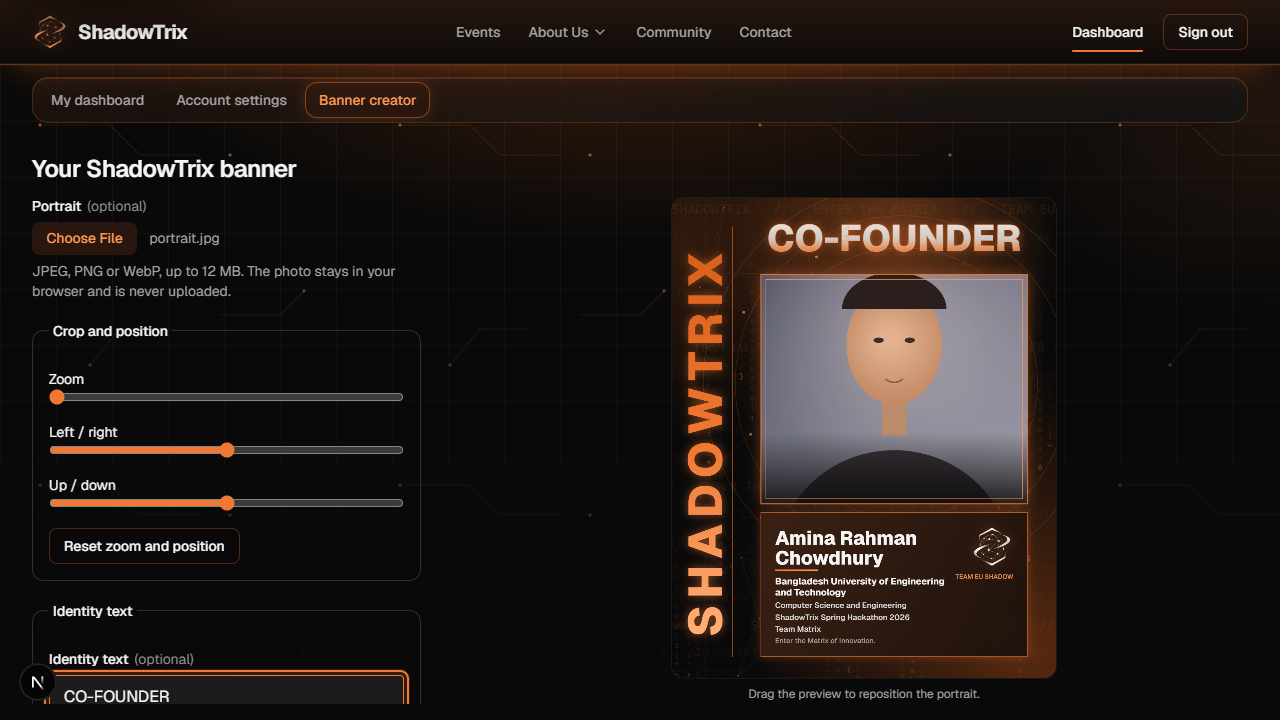 ShadowTrix
Events
About Us
Community
Contact
Dashboard
Sign out
My dashboard
Account settings
Banner creator
Your ShadowTrix banner
Portrait (optional)
Choose File
portrait.jpg
JPEG, PNG or WebP, up to 12 MB. The photo stays in your
browser and is never uploaded.
Crop and position
Zoom
Left / right
Up / down
Reset zoom and position
Identity text
Identity text (optional)
CO-FOUNDER
N
SHADOWTRIX // ENTER THE MATRIX // TEAM EU
CO-FOUNDER
SHADOWTRIX
Amina Rahman
Chowdhury
TEAM EU SHADOW
Bangladesh University of Engineering
and Technology
Computer Science and Engineering
ShadowTrix Spring Hackathon 2026
Team Matrix
Enter the Matrix of Innovation.
Drag the preview to reposition the portrait.